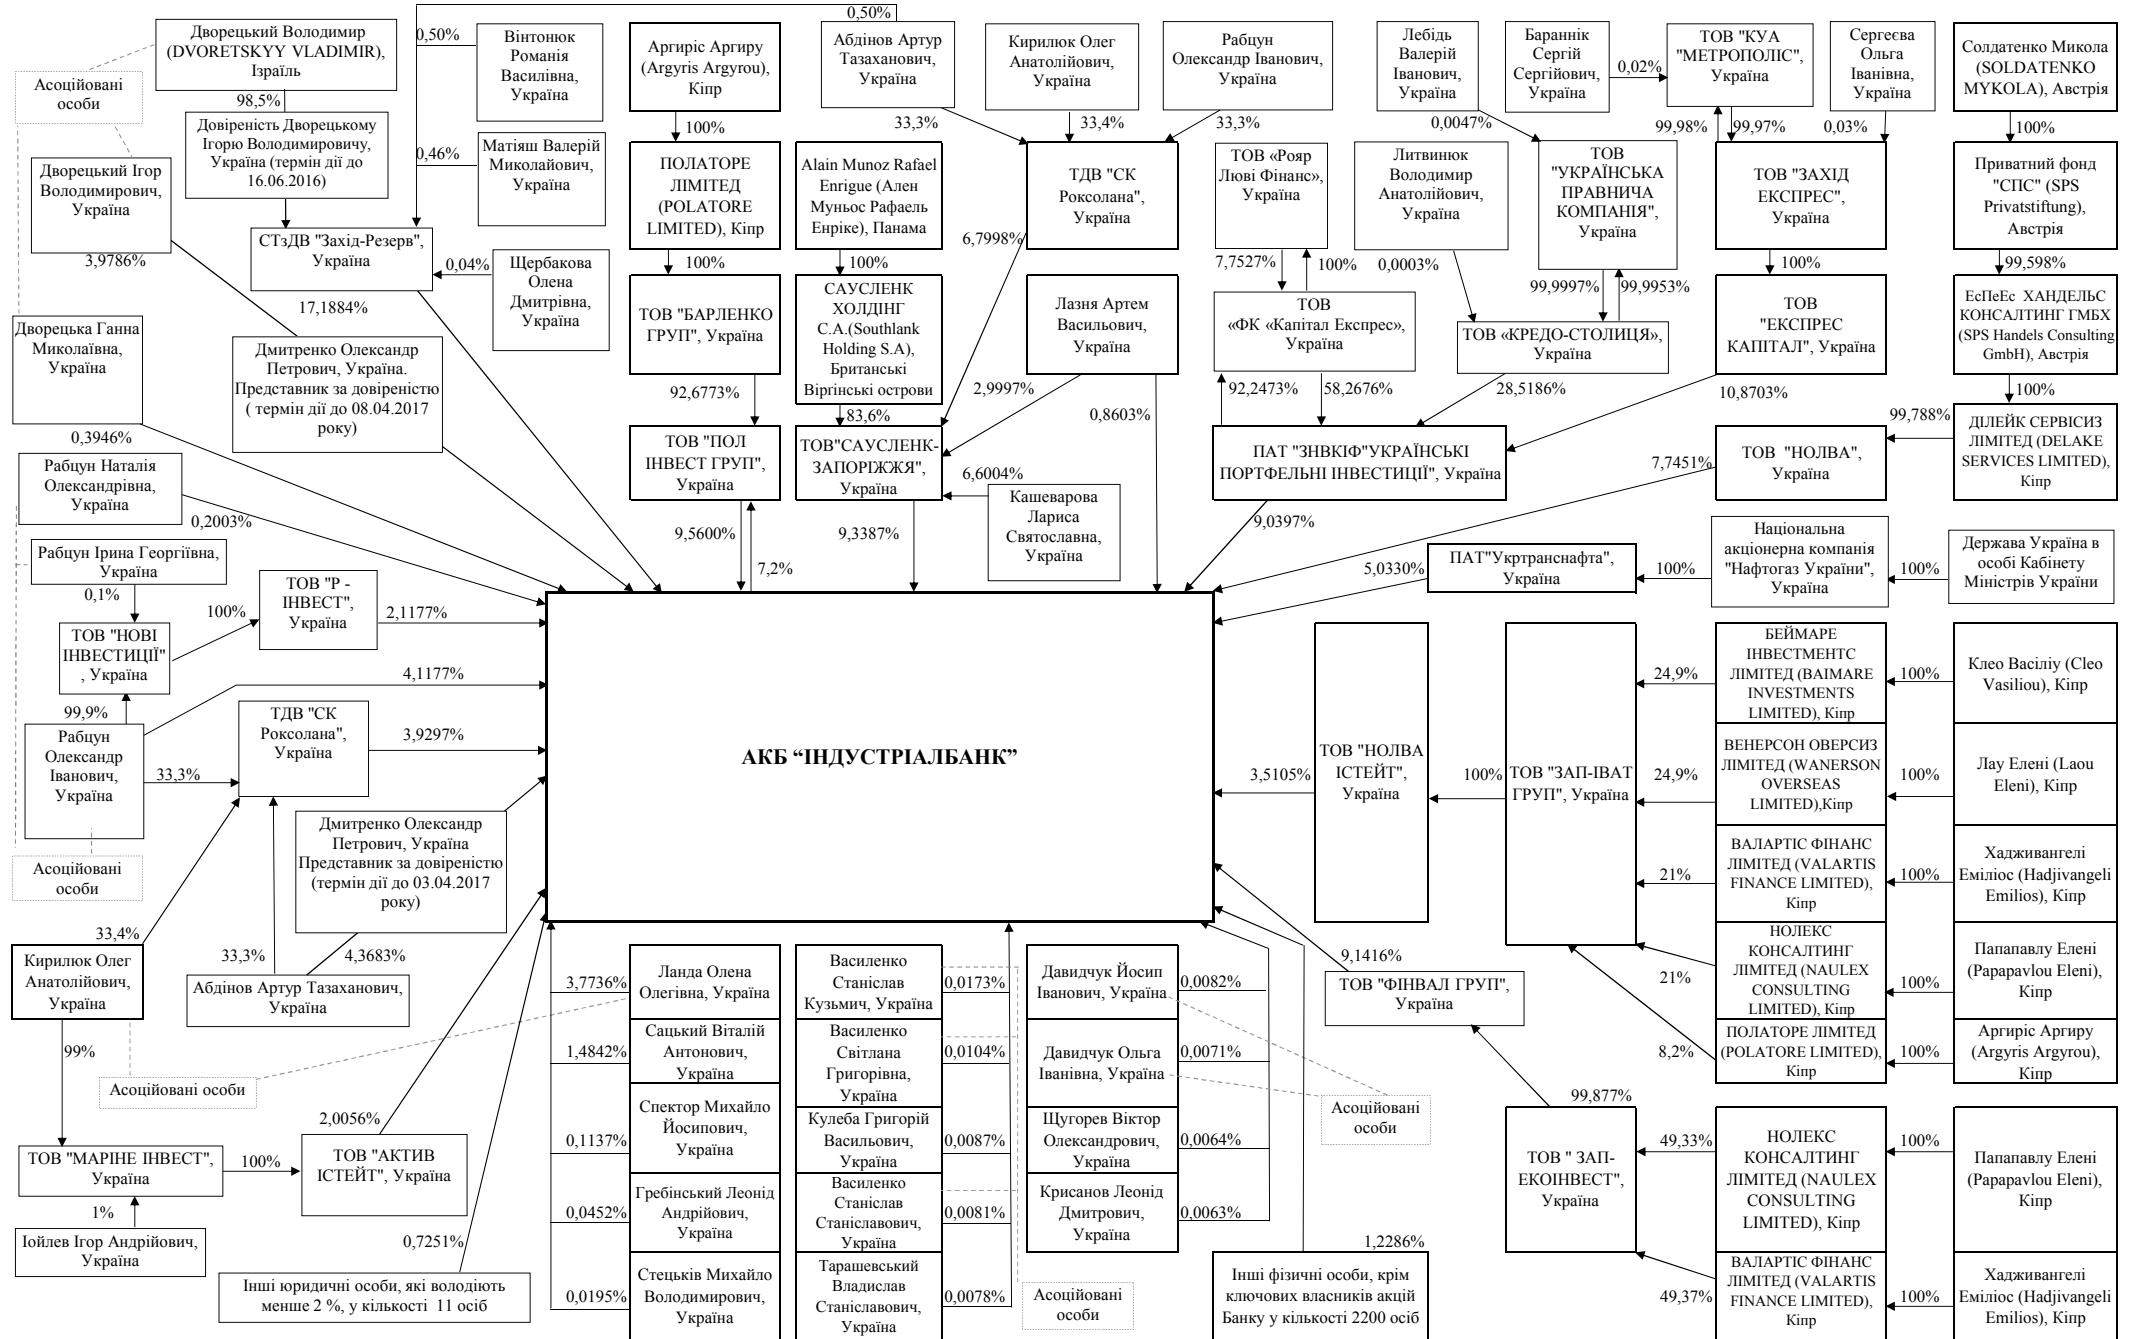 Дворецький Володимир
(DVORETSKYY VLADIMIR),
Ізраїль
Асоційовані
особи
98,5%
Довіреність Дворецькому
Ігорю Володимировичу,
Україна (термін дії до
16.06.2016)
Дворецький Ігор
Володимирович,
Україна
3,9786%
0,50%
0,50%
Вінтонюк
Романія
Василівна,
Україна
0,46%
Матіяш Валерій
Миколайович,
Україна
СТзДВ "Захід-Резерв",
Україна
0,04%
Щербакова
Олена
Дмитрівна,
Україна
17,1884%
Дворецька Ганна
Миколаївна,
Україна
0,3946%
Дмитренко Олександр
Петрович, Україна.
Представник за довіреністю
( термін дії до 08.04.2017
року)
Аргиріс Аргиру
(Argyris Argyrou),
Кіпр
100%
ПОЛАТОРЕ
ЛІМІТЕД
(POLATORE
LIMITED), Кіпр
100%
ТОВ "БАРЛЕНКО
ГРУП", Україна
92,6773%
ТОВ "ПОЛ
ІНВЕСТ ГРУП",
Україна
9,5600%
7,2%
Абдінов Артур
Тазаханович,
Україна
33,3%
Кирилюк Олег
Анатолійович,
Україна
33,4%
Рабцун
Олександр Іванович,
Україна
33,3%
Alain Munoz Rafael
Enrigue (Ален
Муньос Рафаель
Енріке), Панама
100%
ТДВ "СК
Роксолана",
Україна
6,7998%
САУСЛЕНК
ХОЛДІНГ
С.А.(Southlank
Holding S.A),
Британські
Віргінські острови
83,6%
Лазня Артем
Васильович,
Україна
2,9997%
0,8603%
ТОВ"САУСЛЕНК-
ЗАПОРІЖЖЯ",
Україна
6,6004%
Кашеварова
Лариса
Святославна,
Україна
9,3387%
Лебідь
Валерій
Іванович,
Україна
0,0047%
Бараннік
Сергій
Сергійович,
Україна
0,02%
ТОВ "КУА
"МЕТРОПОЛІС",
Україна
99,98%
99,97%
Сергеєва
Ольга
Іванівна,
Україна
0,03%
Солдатенко Микола
(SOLDATENKO
MYKOLA), Австрія
100%
ТОВ «Рояр
Люві Фінанс»,
Україна
7,7527%
100%
Литвинюк
Володимир
Анатолійович,
Україна
0,0003%
ТОВ
"УКРАЇНСЬКА
ПРАВНИЧА
КОМПАНІЯ",
Україна
99,9997%
99,9953%
ТОВ "ЗАХІД
ЕКСПРЕС",
Україна
100%
Приватний фонд
"СПС" (SPS
Privatstiftung),
Австрія
99,598%
ТОВ
«ФК «Капітал Експрес»,
Україна
92,2473%
58,2676%
ТОВ «КРЕДО-СТОЛИЦЯ»,
Україна
28,5186%
ТОВ
"ЕКСПРЕС
КАПІТАЛ", Україна
10,8703%
ЕсПеЕс ХАНДЕЛЬС
КОНСАЛТИНГ ГМБХ
(SPS Handels Consulting
GmbH), Австрія
100%
99,788%
ПАТ "ЗНВКІФ"УКРАЇНСЬКІ
ПОРТФЕЛЬНІ ІНВЕСТИЦІЇ", Україна
9,0397%
7,7451%
ТОВ "НОЛВА",
Україна
ДІЛЕЙК СЕРВІСИЗ
ЛІМІТЕД (DELAKE
SERVICES LIMITED),
Кіпр
ПАТ"Укртранснафта",
Україна
5,0330%
100%
Національна
акціонерна компанія
"Нафтогаз України",
Україна
100%
Держава Україна в
особі Кабінету
Міністрів України
Рабцун Наталія
Олександрівна,
Україна
0,2003%
Рабцун Ірина Георгіївна,
Україна
0,1%
ТОВ "НОВІ
ІНВЕСТИЦІЇ"
, Україна
100%
ТОВ "Р -
ІНВЕСТ",
Україна
2,1177%
99,9%
4,1177%
Рабцун
Олександр
Іванович,
Україна
33,3%
ТДВ "СК
Роксолана",
Україна
3,9297%
Асоційовані
особи
Дмитренко Олександр
Петрович, Україна
Представник за довіреністю
(термін дії до 03.04.2017
року)
33,4%
33,3%
4,3683%
Кирилюк Олег
Анатолійович,
Україна
Абдінов Артур Тазаханович,
Україна
99%
Асоційовані особи
2,0056%
ТОВ "МАРІНЕ ІНВЕСТ",
Україна
100%
ТОВ "АКТИВ
ІСТЕЙТ", Україна
1%
Іойлев Ігор Андрійович,
Україна
0,7251%
Інші юридичні особи, які володіють
менше 2 %, у кількості 11 осіб
АКБ “ІНДУСТРІАЛБАНК”
3,7736%
Ланда Олена
Олегівна, Україна
1,4842%
Сацький Віталій
Антонович,
Україна
0,1137%
Спектор Михайло
Йосипович,
Україна
0,0452%
Гребінський Леонід
Андрійович,
Україна
0,0195%
Стецьків Михайло
Володимирович,
Україна
Василенко
Станіслав
Кузьмич, Україна
0,0173%
Василенко
Світлана
Григорівна,
Україна
0,0104%
Кулеба Григорій
Васильович,
Україна
0,0087%
Василенко
Станіслав
Станіславович,
Україна
0,0081%
Тарашевський
Владислав
Станіславович,
Україна
0,0078%
Давидчук Йосип
Іванович, Україна
0,0082%
Давидчук Ольга
Іванівна, Україна
0,0071%
Щугорев Віктор
Олександрович,
Україна
0,0064%
Крисанов Леонід
Дмитрович,
Україна
0,0063%
Асоційовані
особи
Асоційовані
особи
1,2286%
Інші фізичні особи, крім
ключових власників акцій
Банку у кількості 2200 осіб
3,5105%
ТОВ "НОЛВА
ІСТЕЙТ",
Україна
100%
ТОВ "ЗАП-ІВАТ
ГРУП", Україна
24,9%
БЕЙМАРЕ
ІНВЕСТМЕНТС
ЛІМІТЕД (BAIMARE
INVESTMENTS
LIMITED), Кіпр
100%
Клео Васіліу (Cleo
Vasiliou), Кіпр
24,9%
ВЕНЕРСОН ОВЕРСИЗ
ЛІМІТЕД (WANERSON
OVERSEAS
LIMITED),Кіпр
100%
Лау Елені (Laou
Eleni), Кіпр
21%
ВАЛАРТІС ФІНАНС
ЛІМІТЕД (VALARTIS
FINANCE LIMITED),
Кіпр
100%
Хадживангелі
Еміліос (Hadjivangeli
Emilios), Кіпр
21%
НОЛЕКС
КОНСАЛТИНГ
ЛІМІТЕД (NAULEX
CONSULTING
LIMITED), Кіпр
100%
Папапавлу Елені
(Papapavlou Eleni),
Кіпр
8,2%
ПОЛАТОРЕ ЛІМІТЕД
(POLATORE LIMITED),
Кіпр
100%
Аргиріс Аргиру
(Argyris Argyrou),
Кіпр
9,1416%
ТОВ "ФІНВАЛ ГРУП",
Україна
99,877%
ТОВ " ЗАП-
ЕКОІНВЕСТ",
Україна
49,33%
НОЛЕКС
КОНСАЛТИНГ
ЛІМІТЕД (NAULEX
CONSULTING
LIMITED), Кіпр
100%
Папапавлу Елені
(Papapavlou Eleni),
Кіпр
49,37%
ВАЛАРТІС ФІНАНС
ЛІМІТЕД (VALARTIS
FINANCE LIMITED),
Кіпр
100%
Хадживангелі
Еміліос (Hadjivangeli
Emilios), Кіпр